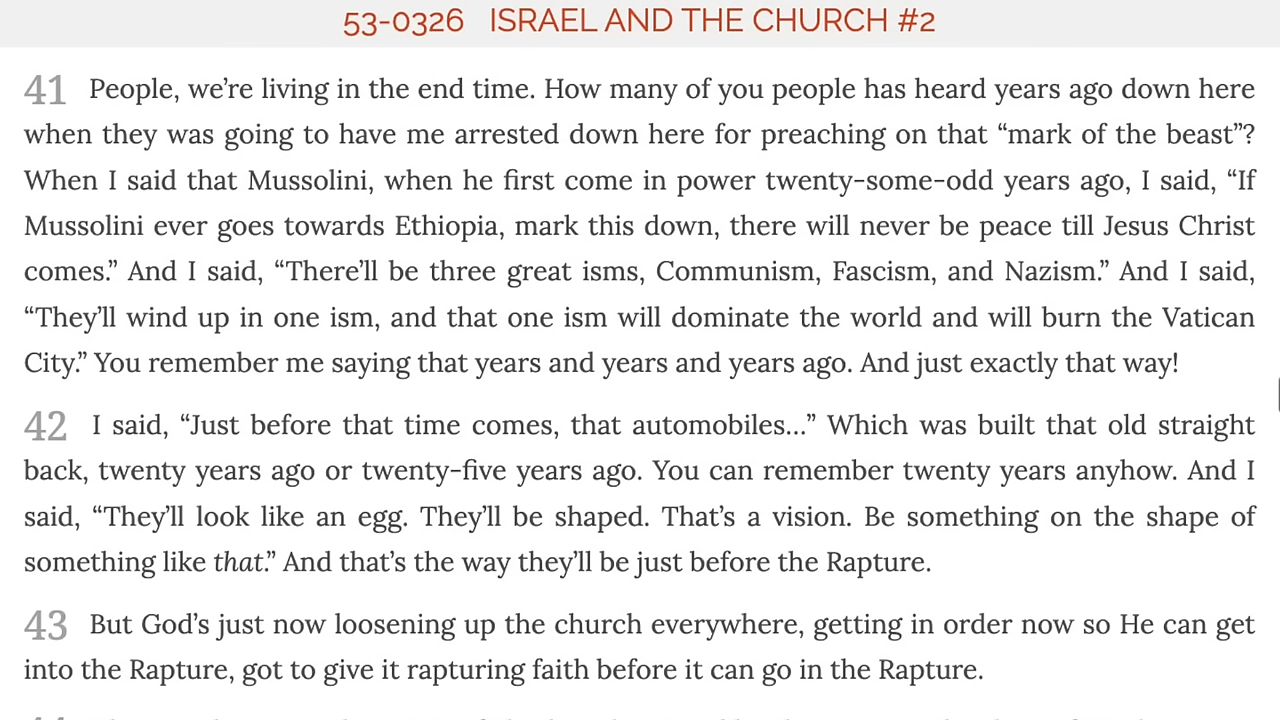 53-0326 ISRAEL AND THE CHURCH #2
41 People, we’re living in the end time. How many of you people has heard years ago down here
when they was going to have me arrested down here for preaching on that “mark of the beast”?
When I said that Mussolini, when he first come in power twenty-some-odd years ago, I said, “If
Mussolini ever goes towards Ethiopia, mark this down, there will never be peace till Jesus Christ
comes.” And I said, “There’ll be three great isms, Communism, Fascism, and Nazism.” And I said,
“They’ll wind up in one ism, and that one ism will dominate the world and will burn the Vatican
City.” You remember me saying that years and years and years ago. And just exactly that way!
42 I said, “Just before that time comes, that automobiles…” Which was built that old straight
back, twenty years ago or twenty-five years ago. You can remember twenty years anyhow. And I
said, “They’ll look like an egg. They’ll be shaped. That’s a vision. Be something on the shape of
something like that.” And that’s the way they’ll be just before the Rapture.
43 But God’s just now loosening up the church everywhere, getting in order now so He can get
into the Rapture, got to give it rapturing faith before it can go in the Rapture.